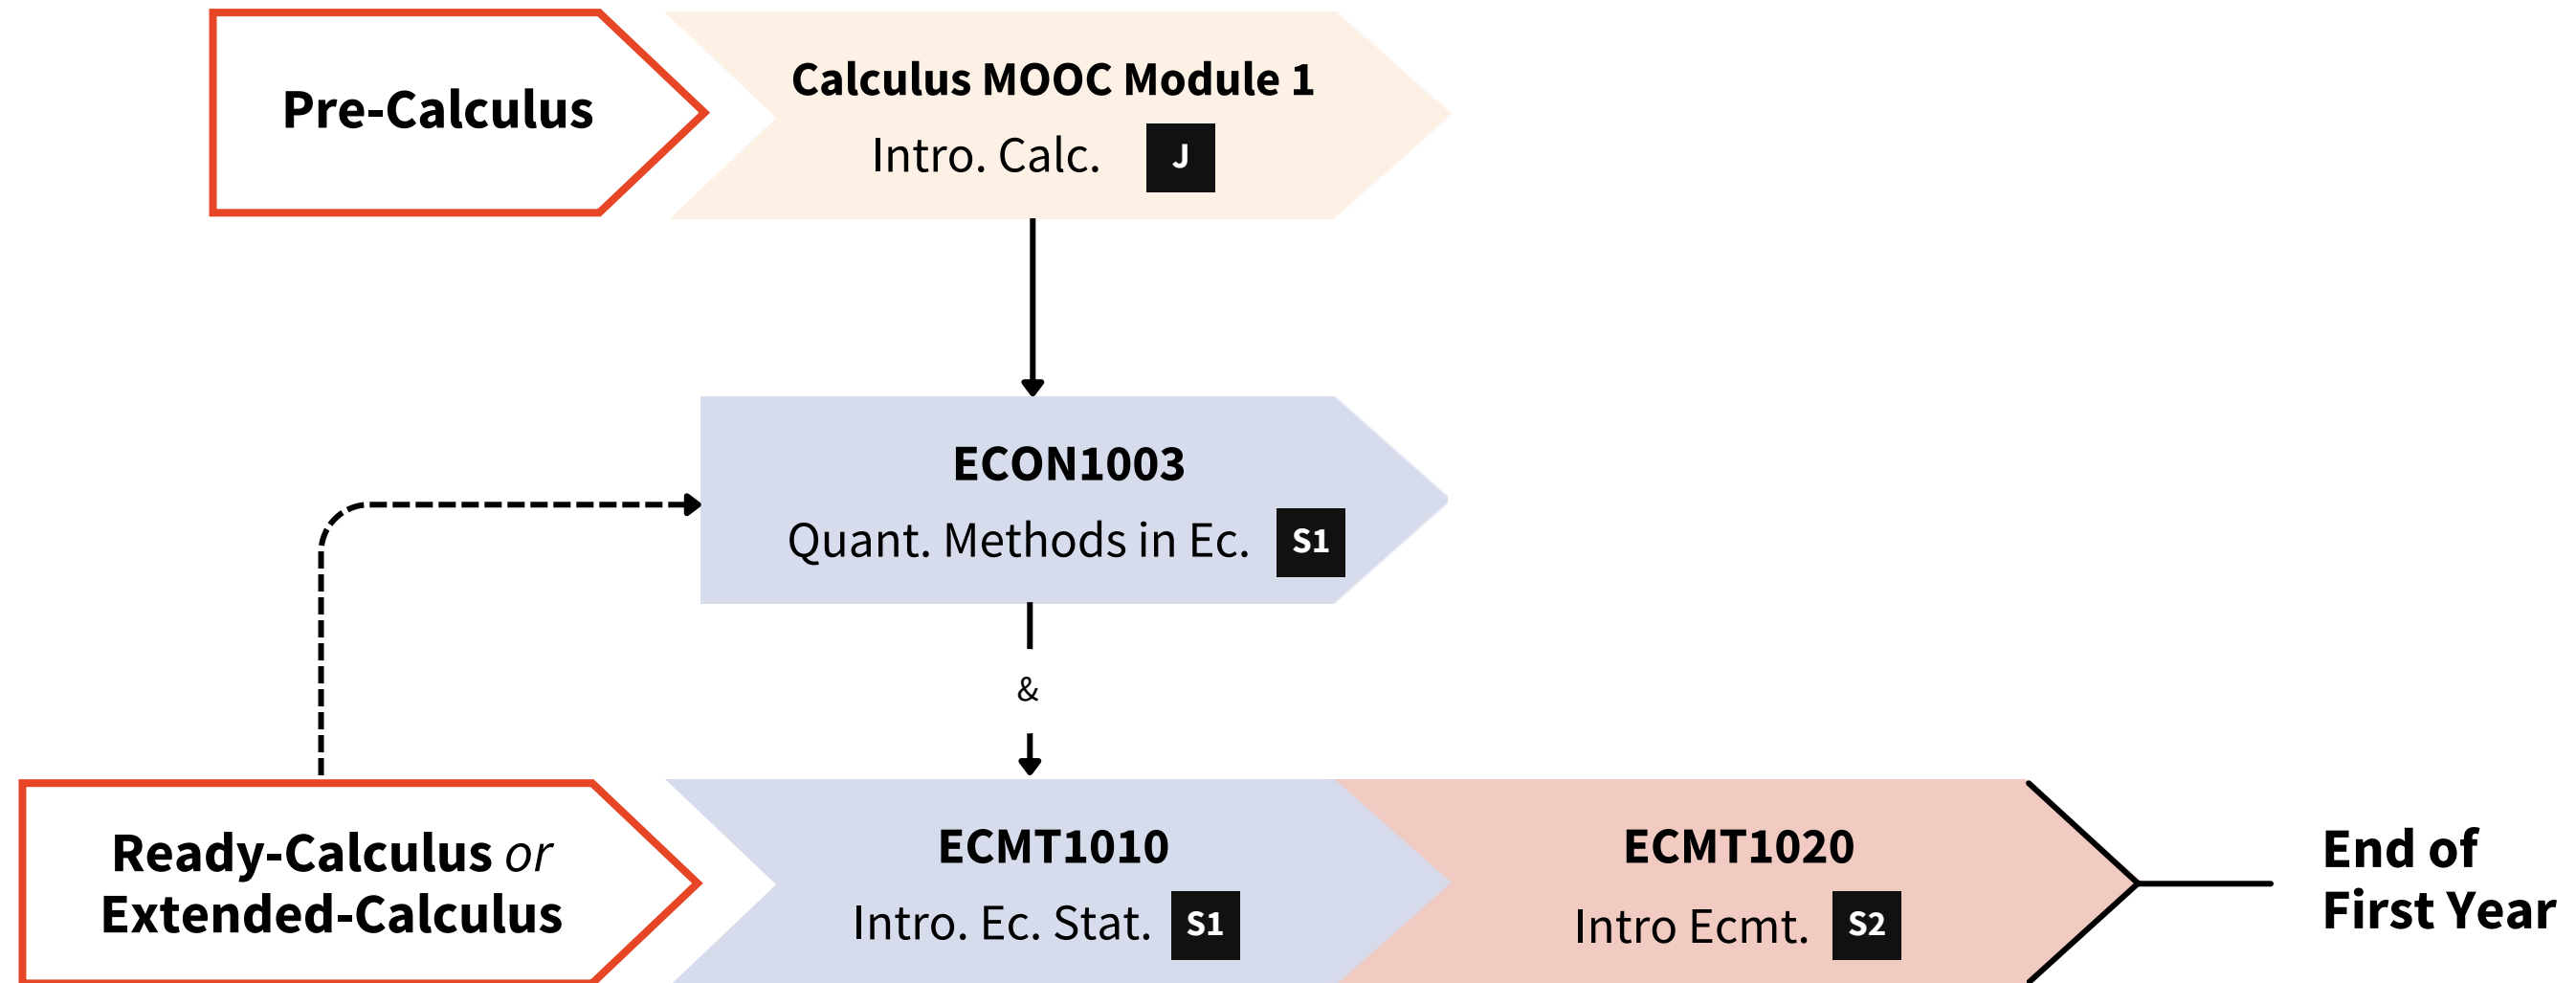 Pre-Calculus
Calculus MOOC Module 1
Intro. Calc. J
ECON1003
Quant. Methods in Ec. S1
&
Ready-Calculus or
Extended-Calculus
ECMT1010
Intro. Ec. Stat. S1
ECMT1020
Intro Ecmt. S2
End of
First Year